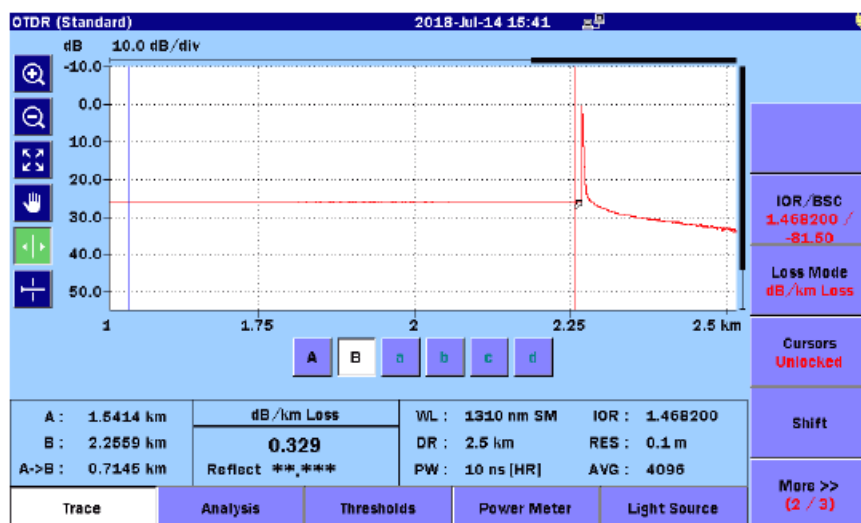 OTDR (Standard) 2018-Jul-14 15:41
dB 10.0 dB/div
-10.0
0.0
10.0
20.0
30.0
40.0
50.0
1 1.75 2 2.25 2.5 km
A B a b c d
IOR/BSC
1.468200 /
-81.50
Loss Mode
dB/km Loss
Cursors
Unlocked
Shift
More >>
(2 / 3)
A : 1.5414 km
B : 2.2559 km
A->B : 0.7145 km
dB/km Loss
0.329
Reflect **.***
WL : 1310 nm SM IOR : 1.468200
DR : 2.5 km RES : 0.1 m
PW : 10 ns [HR] AVG : 4096
Trace Analysis Thresholds Power Meter Light Source